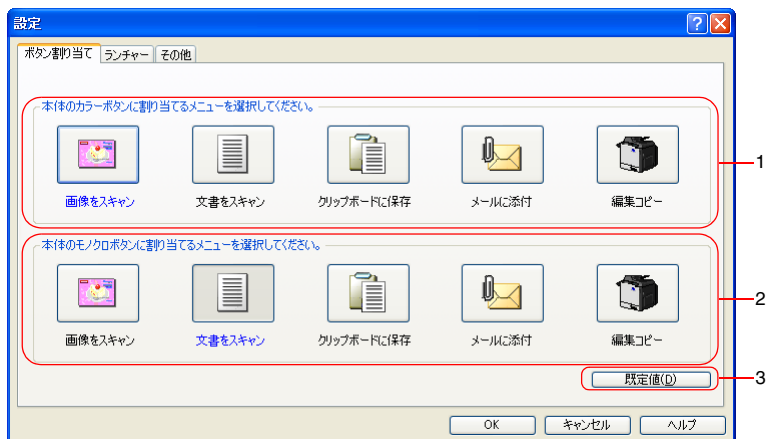 設定
ボタン割り当て ランチャー その他
本体のカラーボタンに割り当てるメニューを選択してください。
画像をスキャン 文書をスキャン クリップボードに保存 メールに添付 編集コピー
1
本体のモノクロボタンに割り当てるメニューを選択してください。
画像をスキャン 文書をスキャン クリップボードに保存 メールに添付 編集コピー
2
既定値(D)
3
OK キャンセル ヘルプ